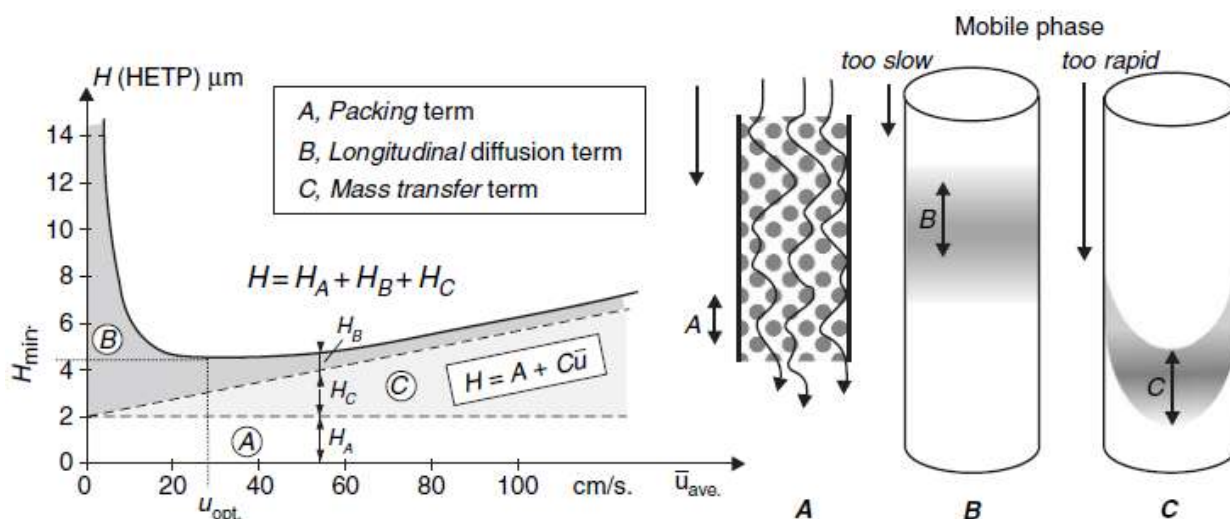 H (HETP) μm
14
12
10
8
6
4
2
0
H_min.
A, Packing term
B, Longitudinal diffusion term
C, Mass transfer term
H = H_A + H_B + H_C
B
H_B
C
H = A + Cū
H_C
A
H_A
0 20 40 60 80 100 cm/s. ū_ave.
u_opt.
Mobile phase
too slow
too rapid
A
B
C
A B C